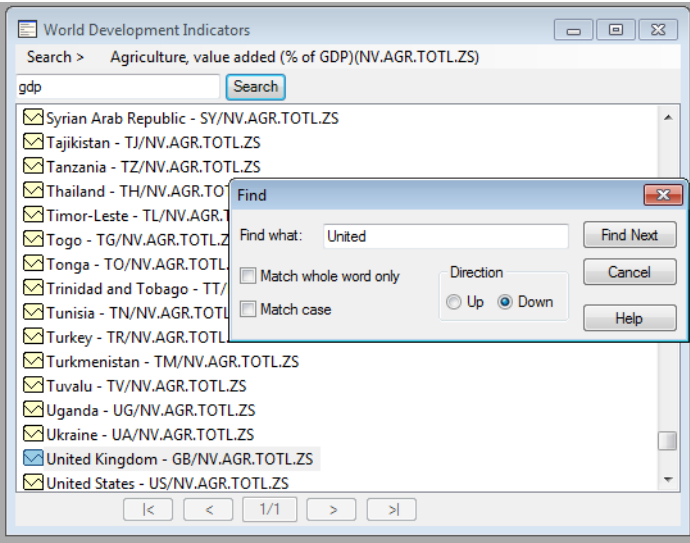 World Development Indicators
Search > Agriculture, value added (% of GDP)(NV.AGR.TOTL.ZS)
gdp Search
Syrian Arab Republic - SY/NV.AGR.TOTL.ZS
Tajikistan - TJ/NV.AGR.TOTL.ZS
Tanzania - TZ/NV.AGR.TOTL.ZS
Thailand - TH/NV.AGR.TO
Timor-Leste - TL/NV.AGR.T
Togo - TG/NV.AGR.TOTL.Z
Tonga - TO/NV.AGR.TOTL.
Trinidad and Tobago - TT/
Tunisia - TN/NV.AGR.TOTL
Turkey - TR/NV.AGR.TOTL.ZS
Turkmenistan - TM/NV.AGR.TOTL.ZS
Tuvalu - TV/NV.AGR.TOTL.ZS
Uganda - UG/NV.AGR.TOTL.ZS
Ukraine - UA/NV.AGR.TOTL.ZS
United Kingdom - GB/NV.AGR.TOTL.ZS
United States - US/NV.AGR.TOTL.ZS
|< < 1/1 > >|
Find
Find what: United Find Next
Match whole word only Direction Cancel
Match case Up Down Help